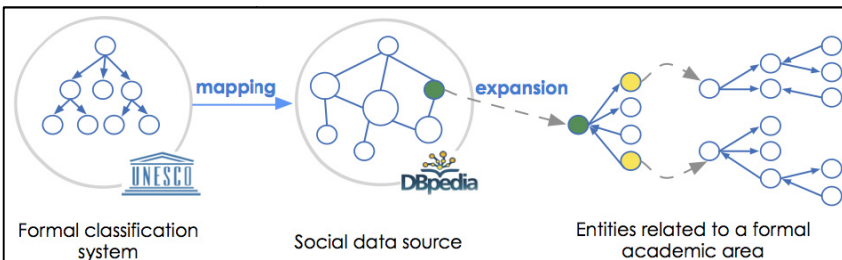 mapping
expansion
UNESCO
DBpedia
Formal classification
system
Social data source
Entities related to a formal
academic area